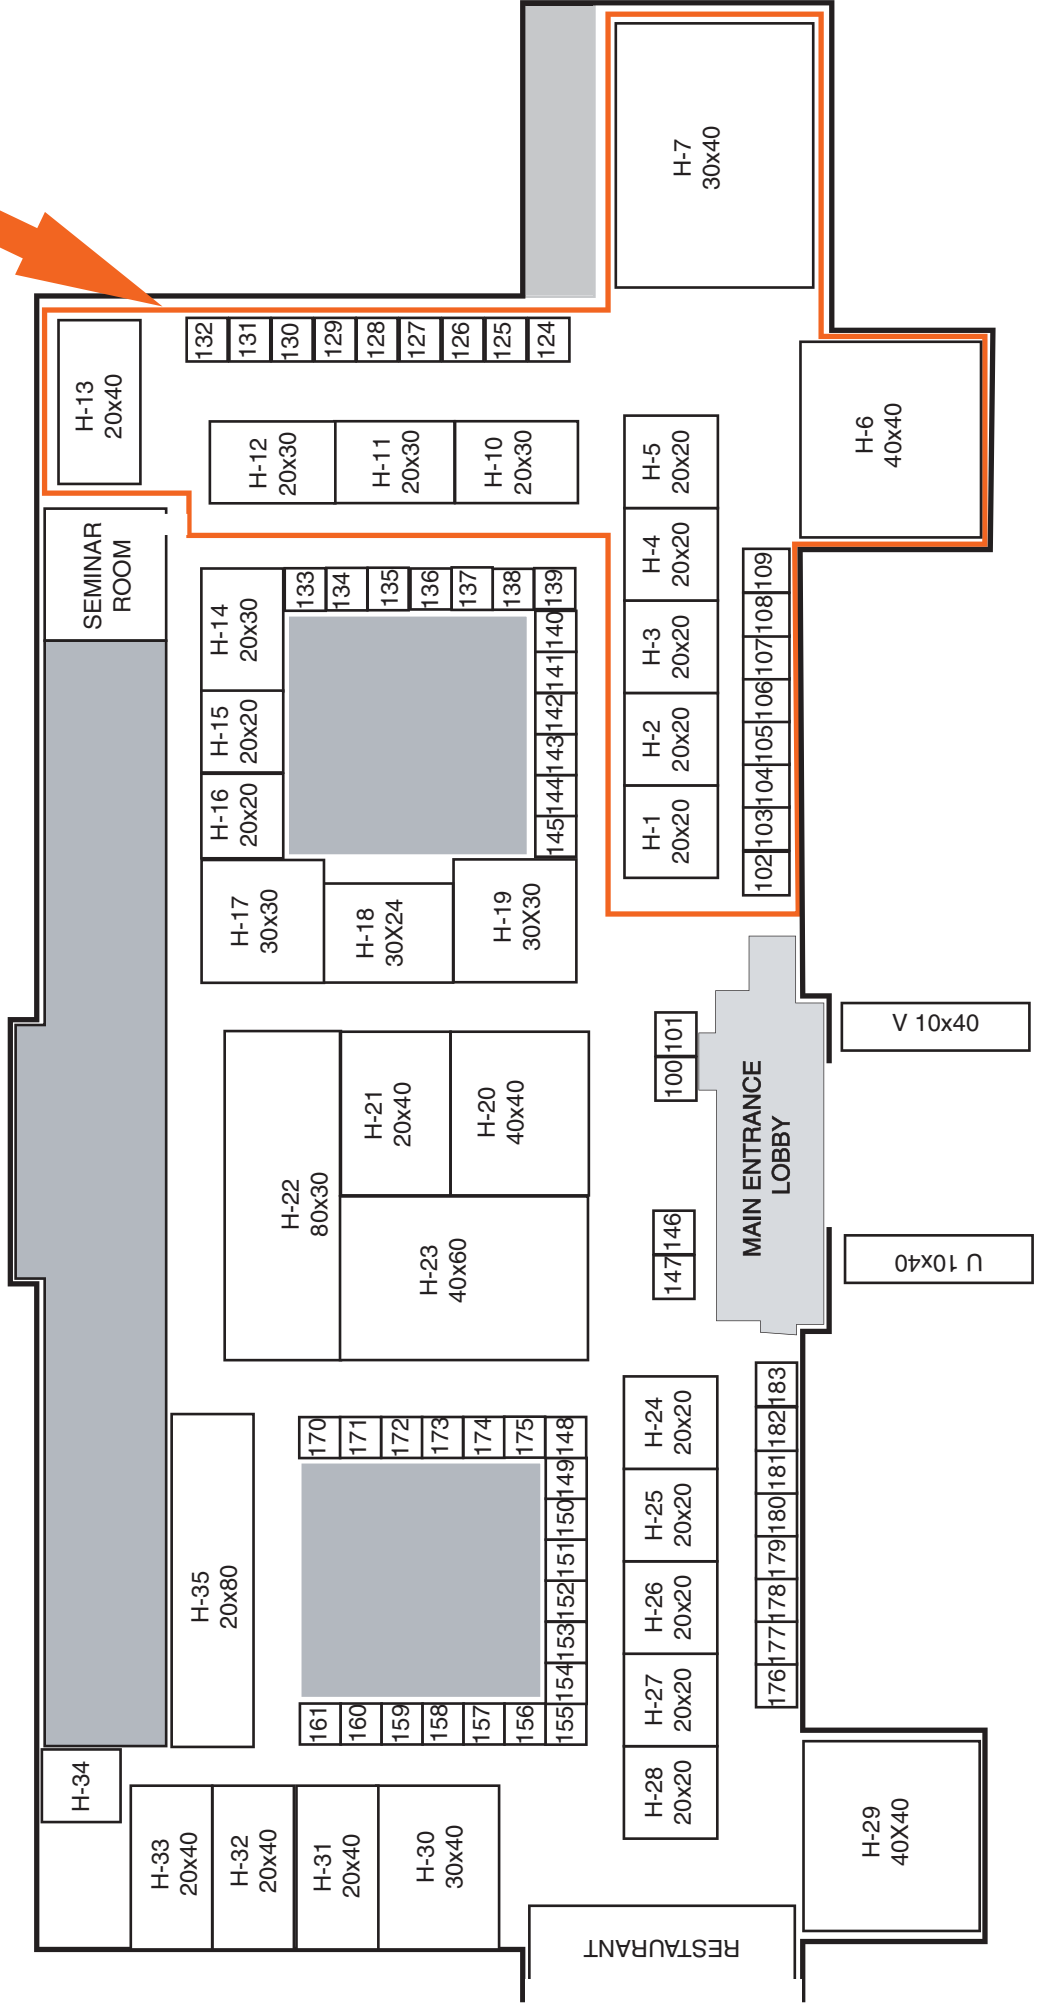 H-7
30x40
H-13
20x40
132
131
130
129
128
127
126
125
124
H-12
20x30
H-11
20x30
H-10
20x30
H-5
20x20
H-6
40x40
SEMINAR
ROOM
H-4
20x20
109
H-14
20x30
133
134
135
136
137
138
139
140
141
H-3
20x20
108
107
H-15
20x20
142
143
H-2
20x20
106
105
H-16
20x20
144
145
H-1
20x20
104
103
102
H-17
30x30
H-18
30X24
H-19
30X30
101
100
V 10x40
H-21
20x40
H-20
40x40
MAIN ENTRANCE
LOBBY
H-22
80x30
H-23
40x60
146
147
U 10x40
170
171
172
173
174
175
148
149
150
151
152
153
154
155
H-24
20x20
H-25
20x20
H-26
20x20
H-27
20x20
H-28
20x20
183
182
181
180
179
178
177
176
H-35
20x80
161
160
159
158
157
156
H-34
H-33
20x40
H-32
20x40
H-31
20x40
H-30
30x40
H-29
40X40
RESTAURANT